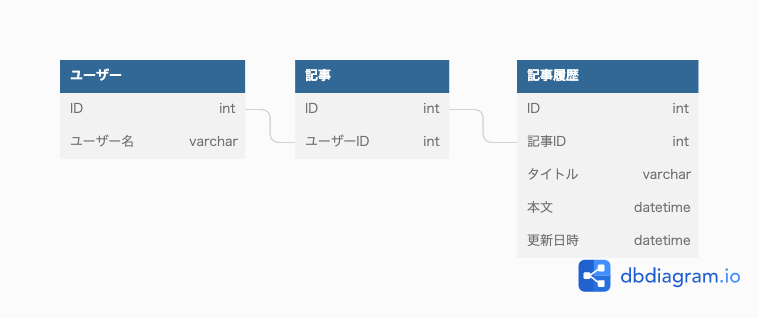 ユーザー
ID int
ユーザー名 varchar
記事
ID int
ユーザーID int
記事履歴
ID int
記事ID int
タイトル varchar
本文 datetime
更新日時 datetime
dbdiagram.io